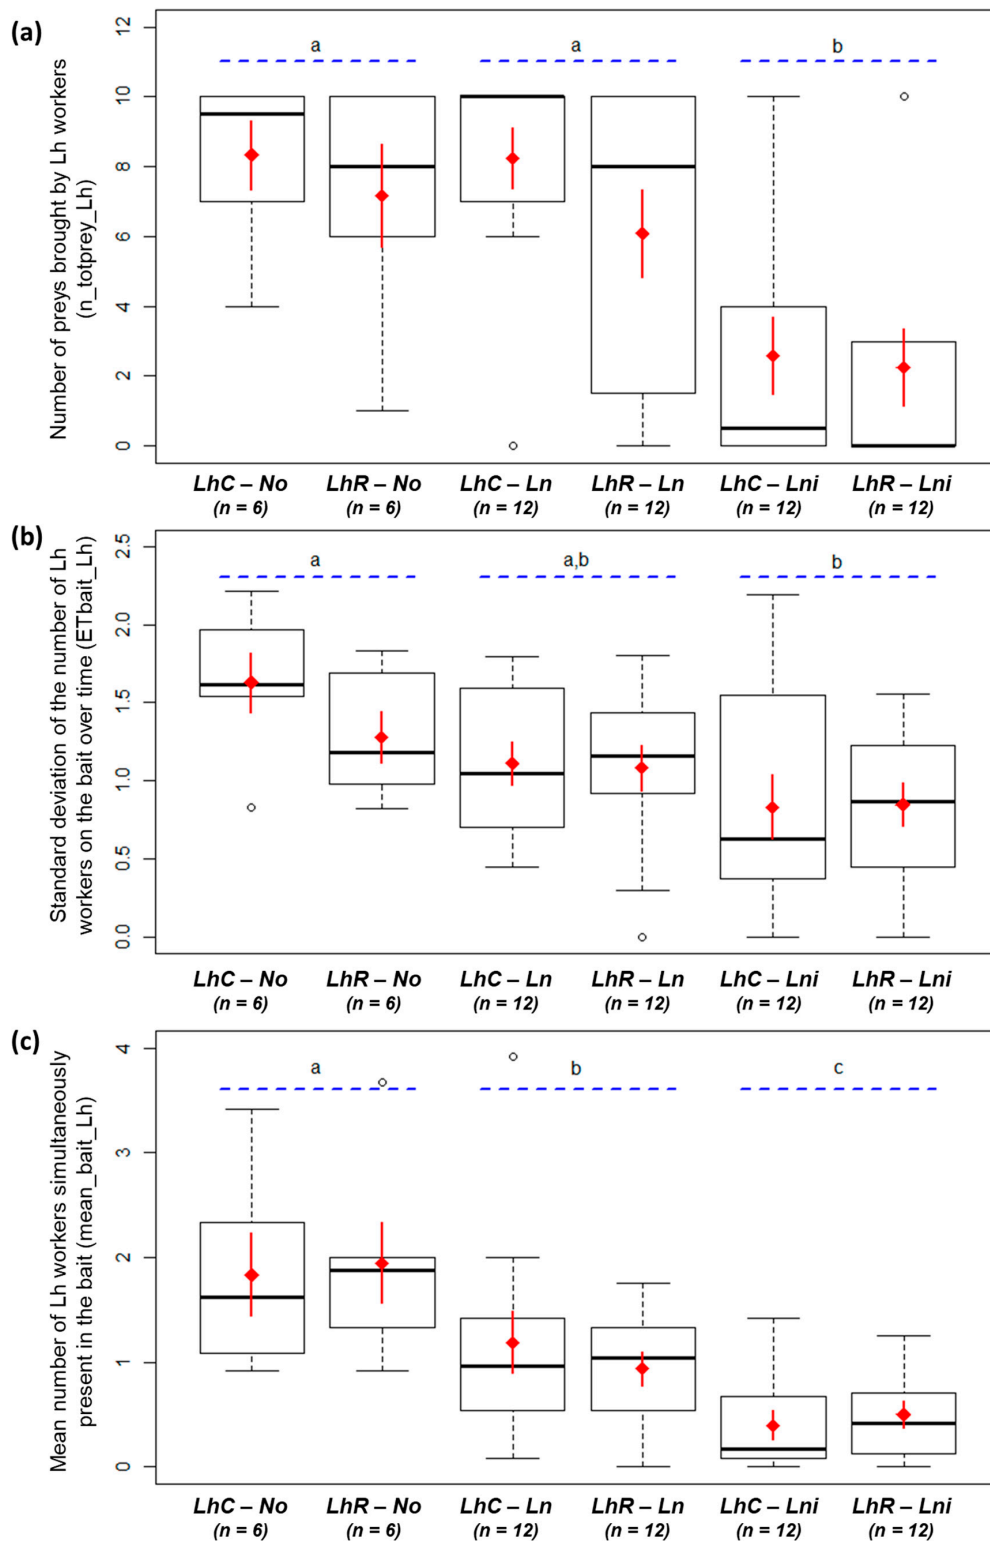 (a)
Number of preys brought by Lh workers
(n_totprey_Lh)
12
10
8
6
4
2
0
a
a
b
LhC – No
LhR – No
LhC – Ln
LhR – Ln
LhC – Lni
LhR – Lni
(n = 6)
(n = 6)
(n = 12)
(n = 12)
(n = 12)
(n = 12)
(b)
Standard deviation of the number of Lh
workers on the bait over time (ETbait_Lh)
2.5
2.0
1.5
1.0
0.5
0.0
a
a,b
b
LhC – No
LhR – No
LhC – Ln
LhR – Ln
LhC – Lni
LhR – Lni
(n = 6)
(n = 6)
(n = 12)
(n = 12)
(n = 12)
(n = 12)
(c)
Mean number of Lh workers simultaneously
present in the bait (mean_bait_Lh)
4
3
2
1
0
a
b
c
LhC – No
LhR – No
LhC – Ln
LhR – Ln
LhC – Lni
LhR – Lni
(n = 6)
(n = 6)
(n = 12)
(n = 12)
(n = 12)
(n = 12)